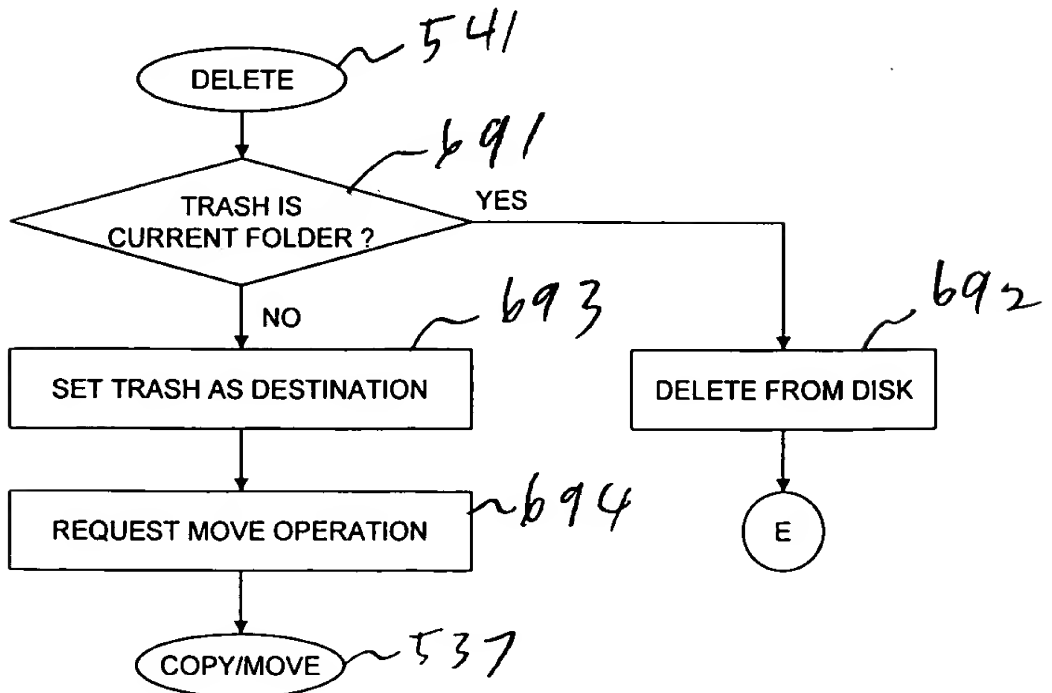 541
DELETE
691
TRASH IS
CURRENT FOLDER ?
YES
NO
693
692
SET TRASH AS DESTINATION
DELETE FROM DISK
REQUEST MOVE OPERATION
694
E
COPY/MOVE
537